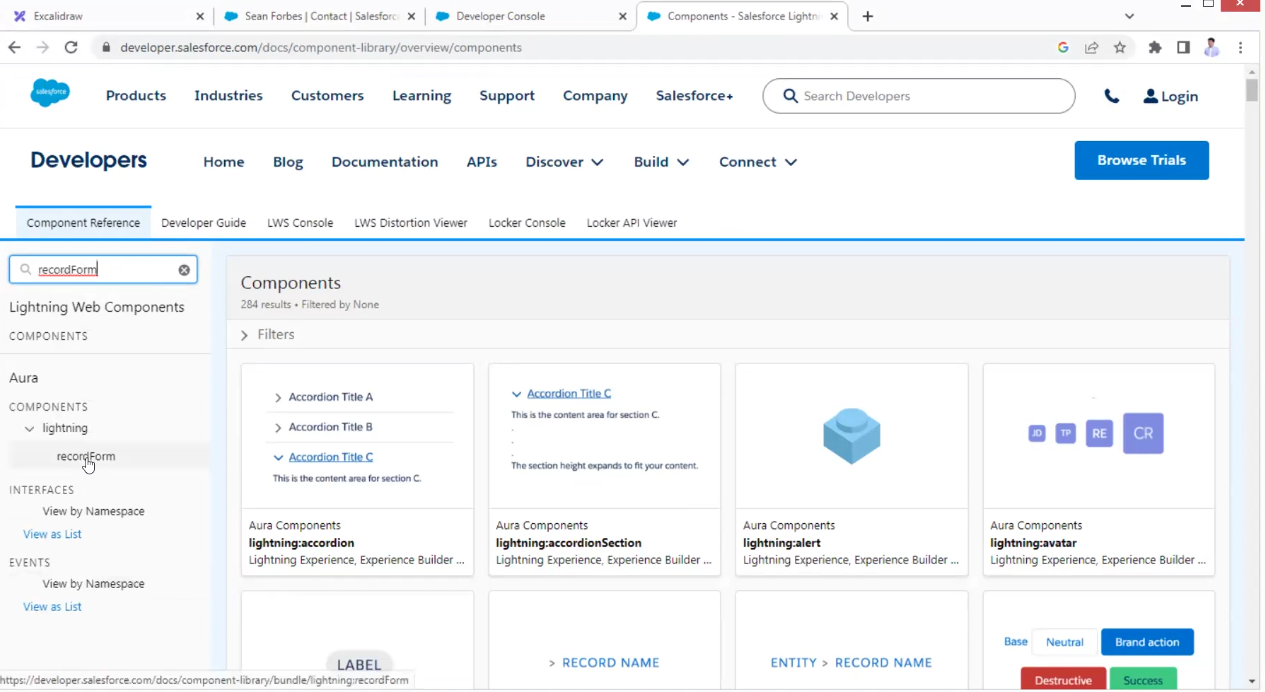 Excalidraw
Sean Forbes | Contact | Salesforc
Developer Console
Components - Salesforce Lightn
developer.salesforce.com/docs/component-library/overview/components
salesforce
Products Industries Customers Learning Support Company Salesforce+
Search Developers
Login
Developers
Home Blog Documentation APIs Discover Build Connect
Browse Trials
Component Reference Developer Guide LWS Console LWS Distortion Viewer Locker Console Locker API Viewer
recordForm
Lightning Web Components
COMPONENTS
Aura
COMPONENTS
lightning
recordForm
INTERFACES
View by Namespace
View as List
EVENTS
View by Namespace
View as List
Components
284 results • Filtered by None
Filters
> Accordion Title A
> Accordion Title B
Accordion Title C
This is the content area for section C.
Aura Components
lightning:accordion
Lightning Experience, Experience Builder ...
Accordion Title C
This is the content area for section C.
.
.
.
The section height expands to fit your content.
Aura Components
lightning:accordionSection
Lightning Experience, Experience Builder ...
Aura Components
lightning:alert
Lightning Experience, Experience Builder ...
JD TP RE CR
Aura Components
lightning:avatar
Lightning Experience, Experience Builder ...
LABEL
> RECORD NAME
ENTITY > RECORD NAME
Base Neutral Brand action
Destructive Success
https://developer.salesforce.com/docs/component-library/bundle/lightning:recordForm